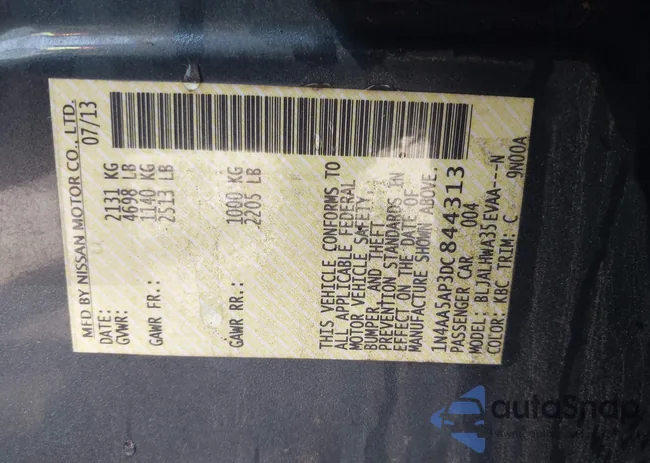 MFD BY NISSAN MOTOR CO., LTD.
DATE: 07/13
GVWR: 2131 KG
4698 LB
GAWR FR.: 1140 KG
2513 LB
GAWR RR.: 1000 KG
2205 LB
THIS VEHICLE CONFORMS TO
ALL APPLICABLE FEDERAL
MOTOR VEHICLE SAFETY
BUMPER, AND THEFT
PREVENTION STANDARDS IN
EFFECT ON THE DATE OF
MANUFACTURE SHOWN ABOVE.
1N4AA5AP3DC844313
PASSENGER CAR 004
MODEL: BLJALHWA35EVAA---N
COLOR: KBC TRIM: C 9N00A
autoSnap